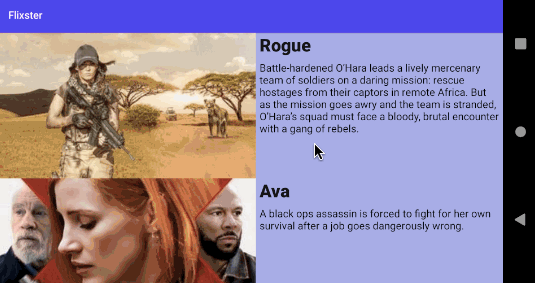 Flixster
Rogue
Battle-hardened O'Hara leads a lively mercenary
team of soldiers on a daring mission: rescue
hostages from their captors in remote Africa. But
as the mission goes awry and the team is stranded,
O'Hara's squad must face a bloody, brutal encounter
with a gang of rebels.
Ava
A black ops assassin is forced to fight for her own
survival after a job goes dangerously wrong.